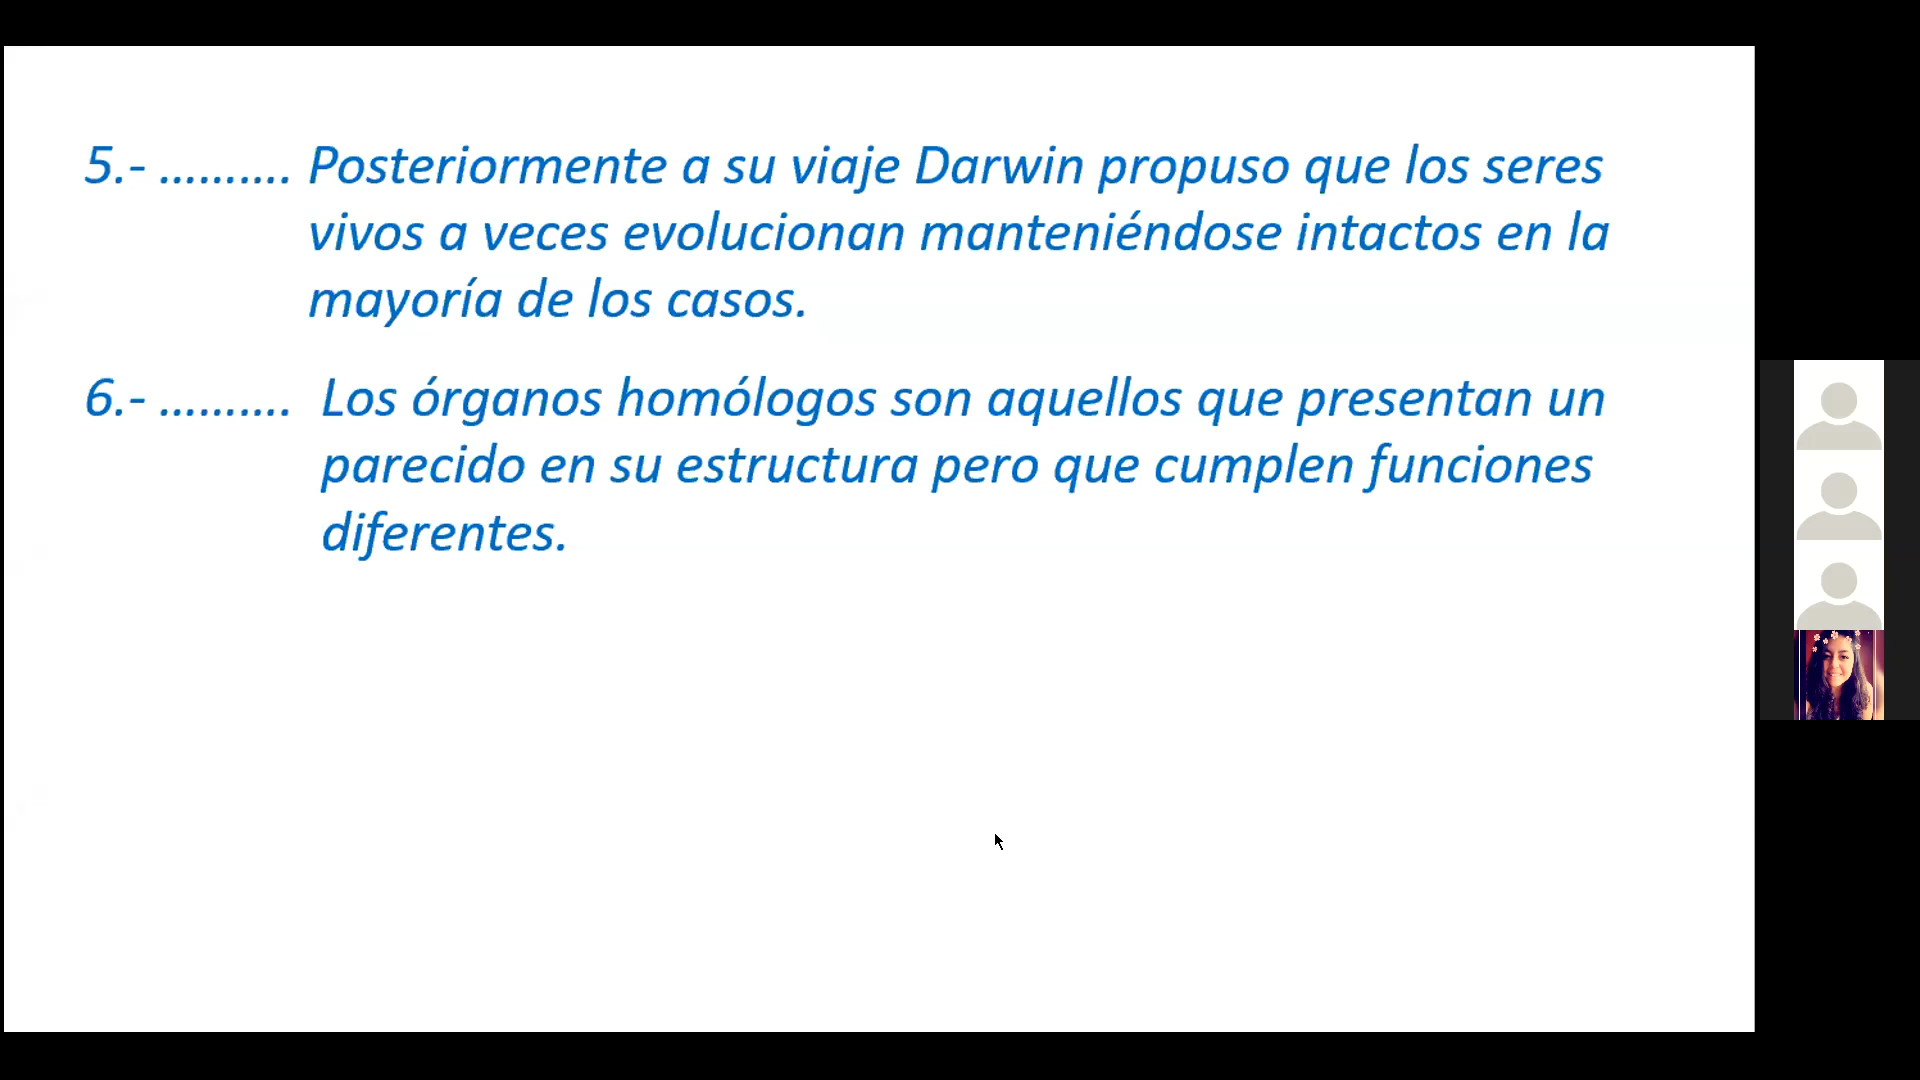 5.- .......... Posteriormente a su viaje Darwin propuso que los seres
vivos a veces evolucionan manteniéndose intactos en la
mayoría de los casos.
6.- .......... Los órganos homólogos son aquellos que presentan un
parecido en su estructura pero que cumplen funciones
diferentes.